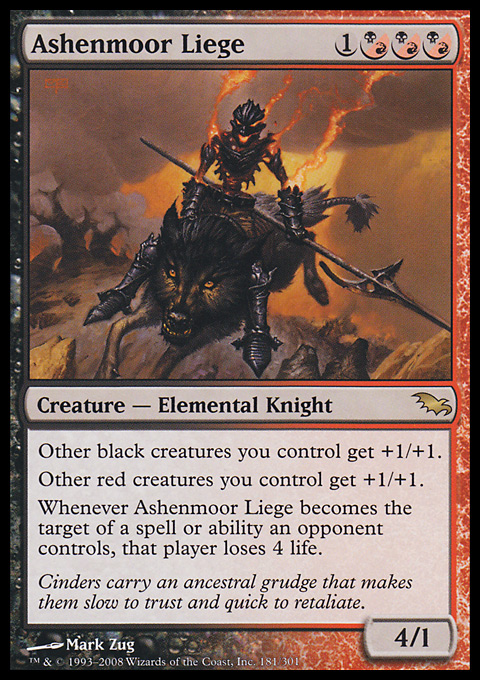 Ashenmoor Liege 1
Creature — Elemental Knight
Other black creatures you control get +1/+1.
Other red creatures you control get +1/+1.
Whenever Ashenmoor Liege becomes the
target of a spell or ability an opponent
controls, that player loses 4 life.
Cinders carry an ancestral grudge that makes
them slow to trust and quick to retaliate.
4/1
Mark Zug
™ & © 1993–2008 Wizards of the Coast, Inc. 181/301